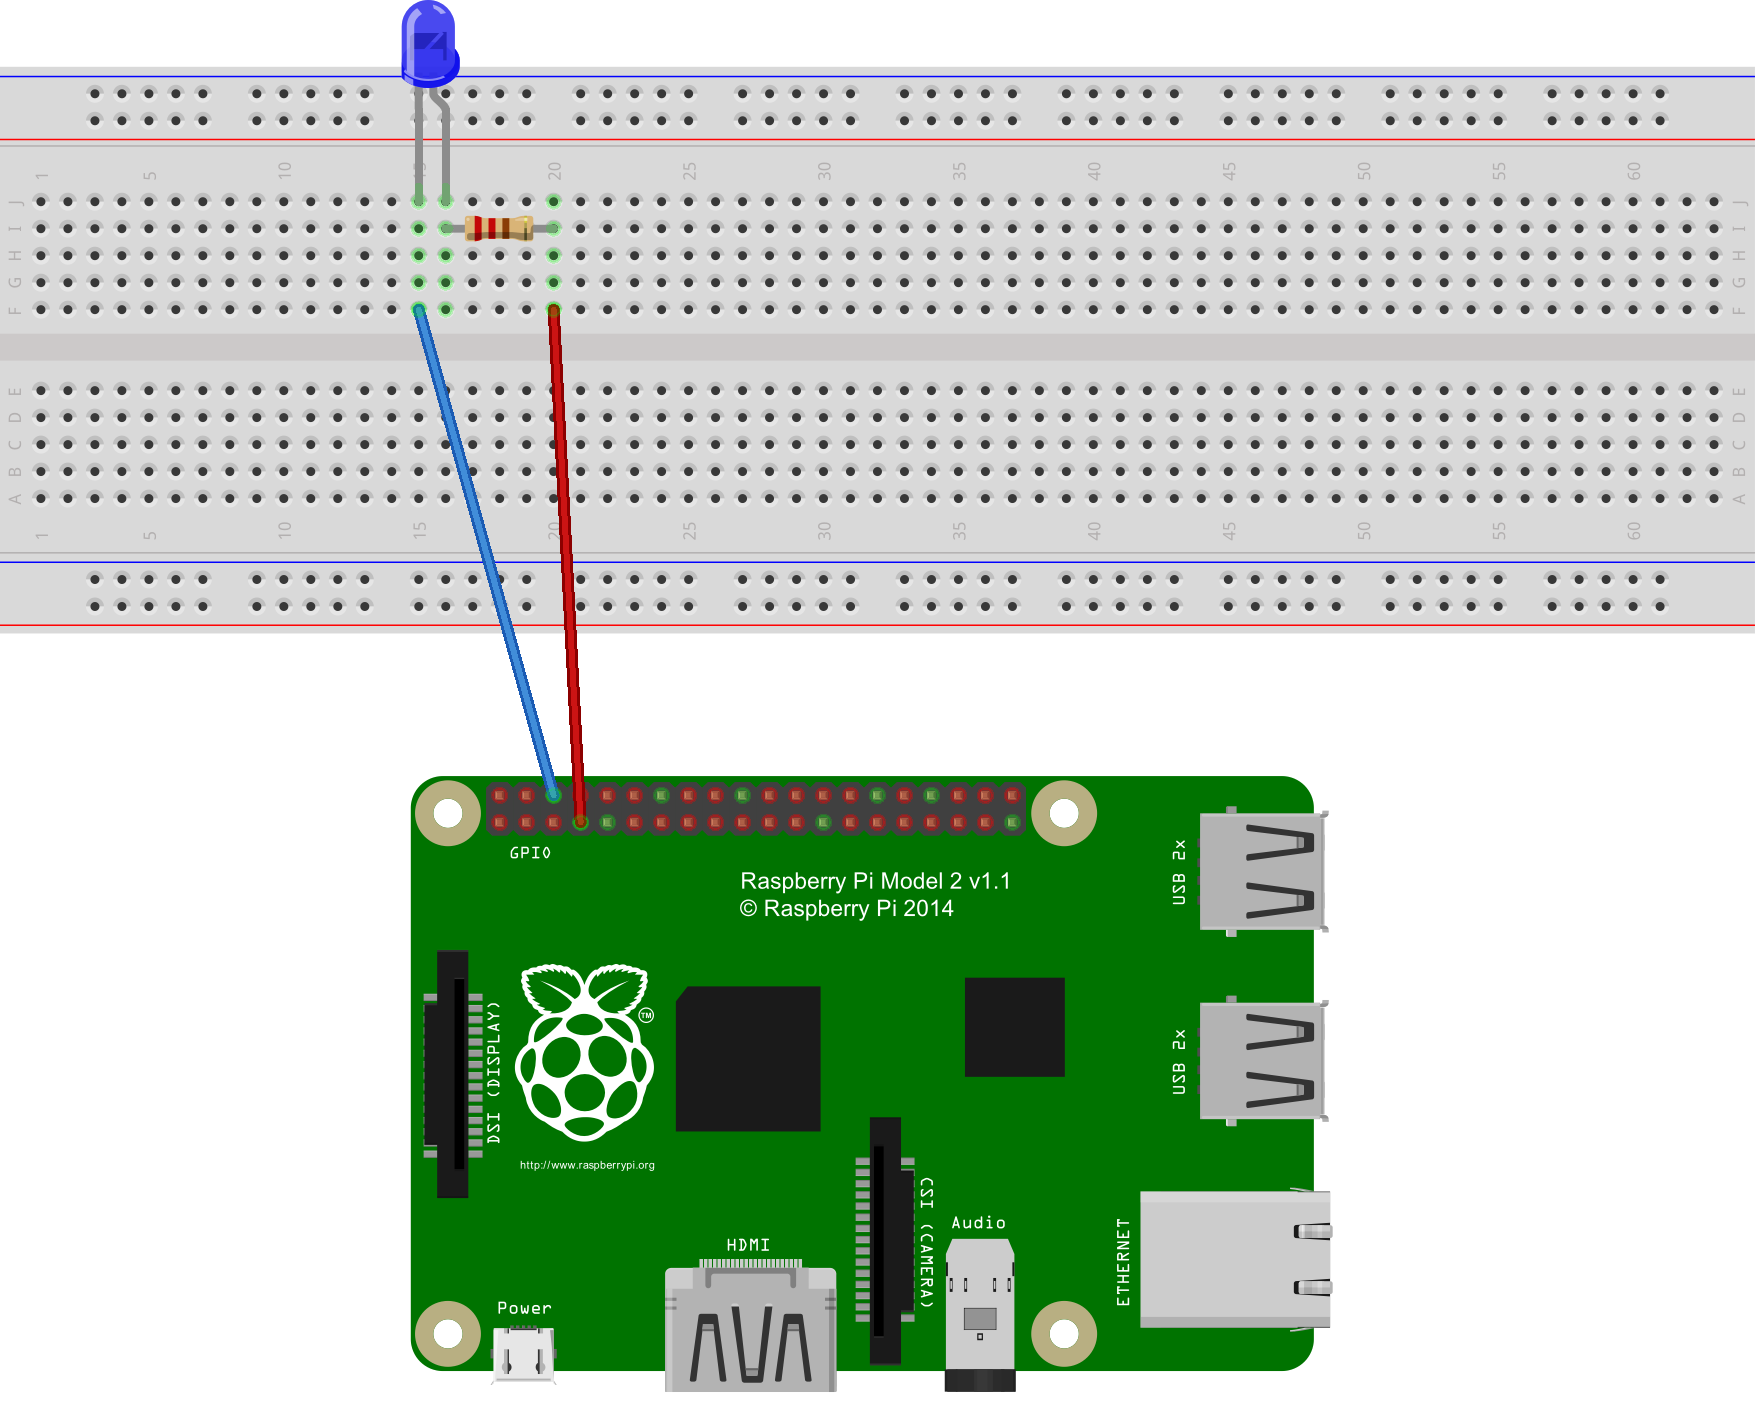 1 5 10 15 20 25 30 35 40 45 50 55 60
J J
I I
H H
G G
F F
E E
D D
C C
B B
A A
1 5 10 15 20 25 30 35 40 45 50 55 60
GPIO
Raspberry Pi Model 2 v1.1
© Raspberry Pi 2014
USB 2x
DSI (DISPLAY)
TM
USB 2x
http://www.raspberrypi.org
CSI (CAMERA)
Audio
ETHERNET
HDMI
Power